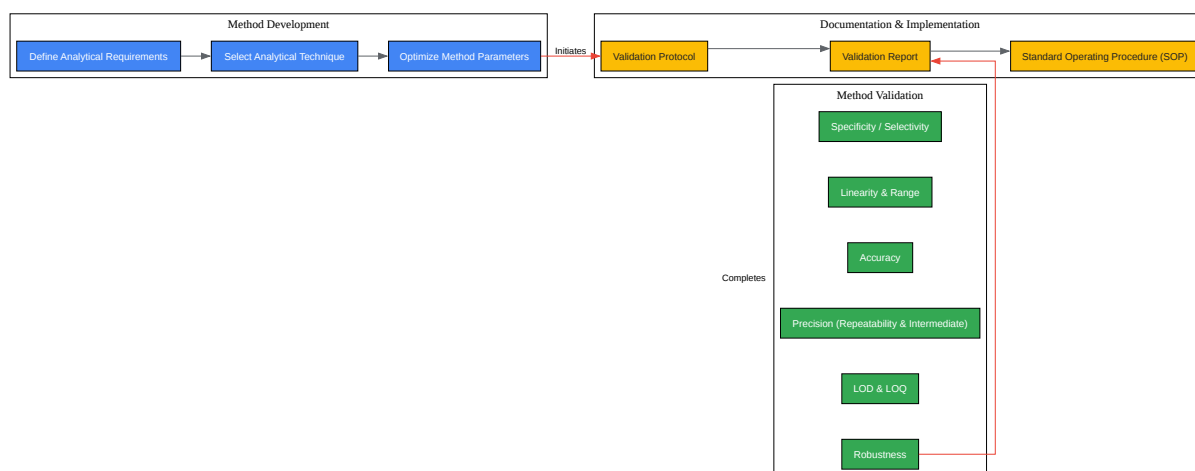 Method Development
Define Analytical Requirements
Select Analytical Technique
Optimize Method Parameters
Initiates
Documentation & Implementation
Validation Protocol
Validation Report
Standard Operating Procedure (SOP)
Method Validation
Specificity / Selectivity
Linearity & Range
Accuracy
Completes
Precision (Repeatability & Intermediate)
LOD & LOQ
Robustness